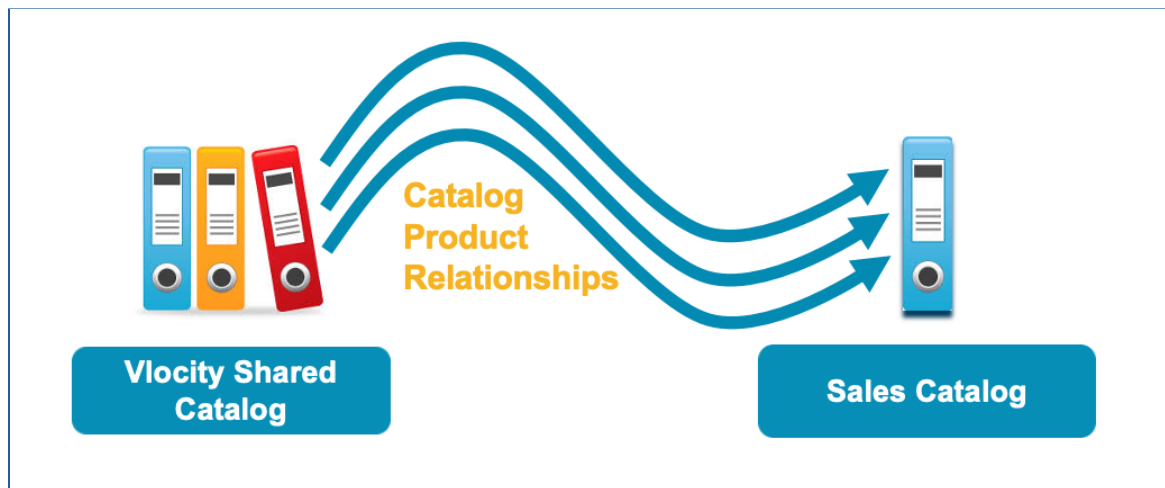 Catalog
Product
Relationships
Vlocity Shared
Catalog
Sales Catalog